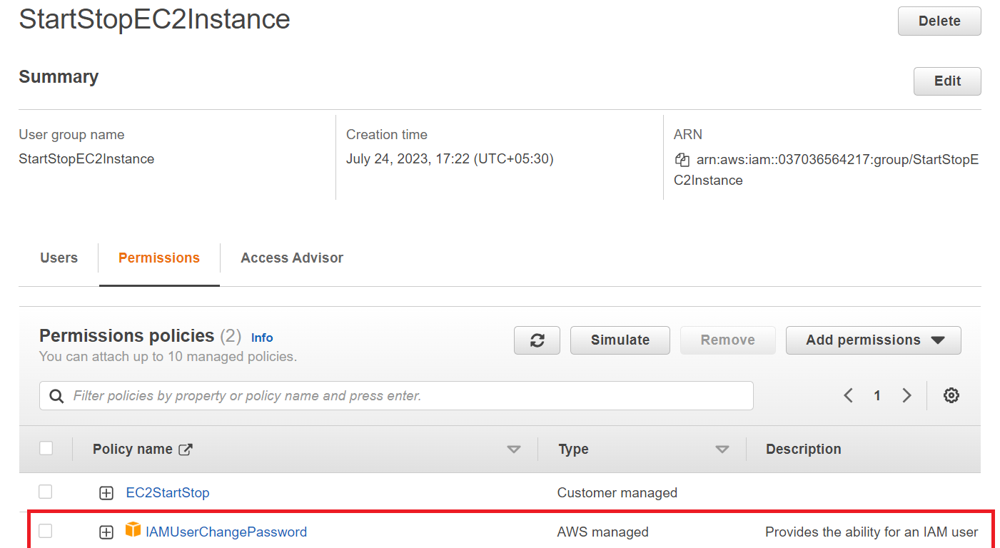 StartStopEC2Instance
Delete
Summary
Edit
User group name
StartStopEC2Instance
Creation time
July 24, 2023, 17:22 (UTC+05:30)
ARN
arn:aws:iam::037036564217:group/StartStopE
C2Instance
Users
Permissions
Access Advisor
Permissions policies (2) Info
You can attach up to 10 managed policies.
Simulate
Remove
Add permissions
Filter policies by property or policy name and press enter.
1
Policy name
Type
Description
EC2StartStop
Customer managed
IAMUserChangePassword
AWS managed
Provides the ability for an IAM user